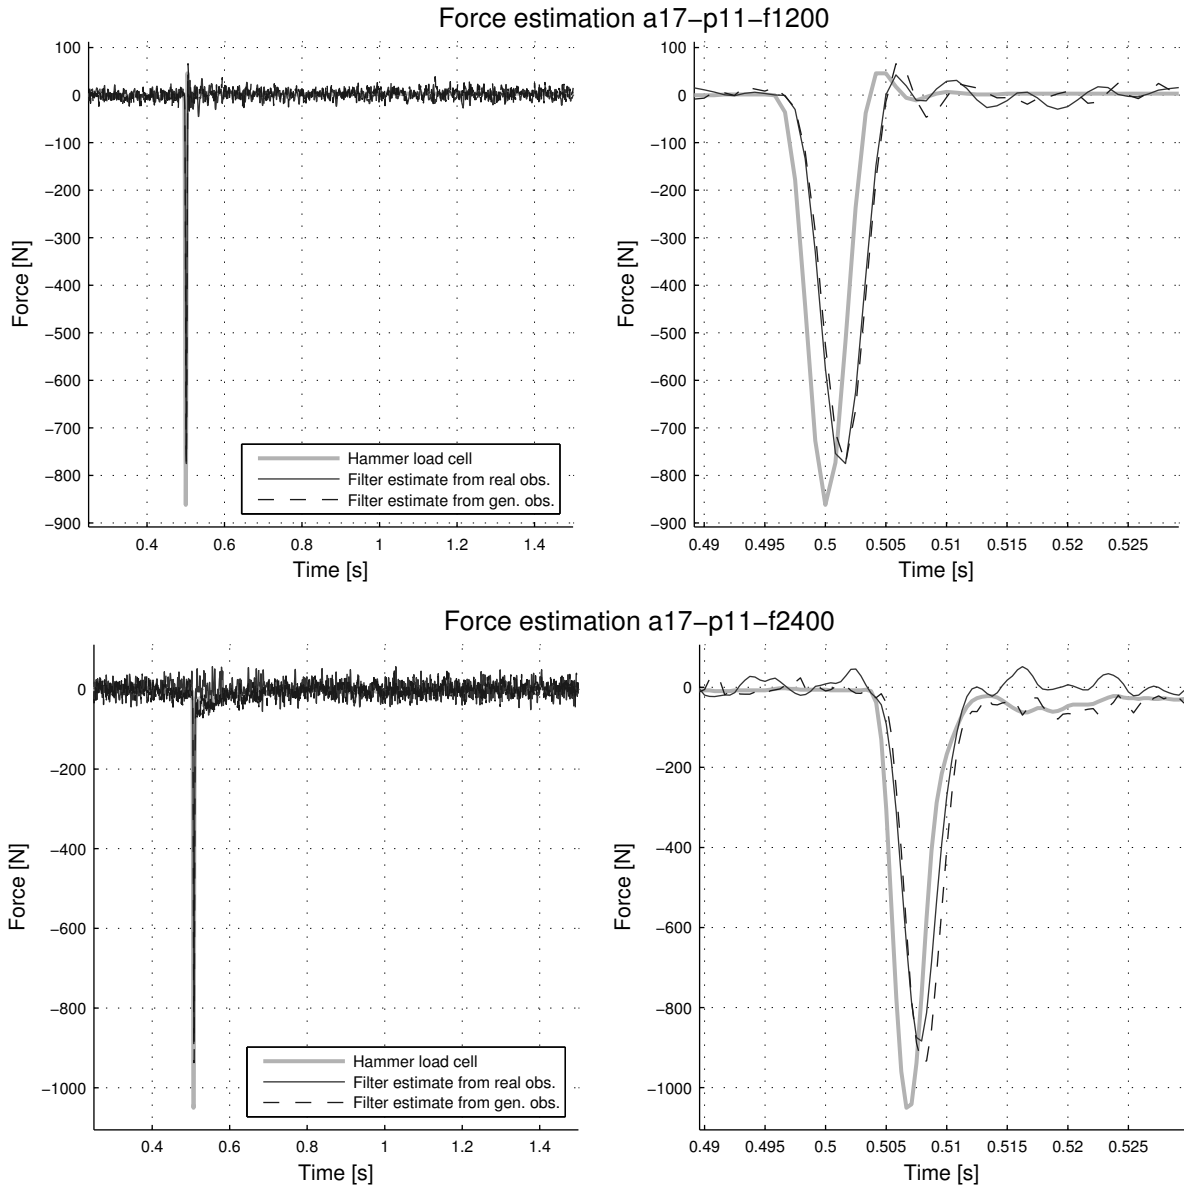 Force estimation a17−p11−f1200
100
0
−100
−200
−300
−400
−500
−600
−700
−800
−900
0.4 0.6 0.8 1 1.2 1.4
Force [N]
Time [s]
Hammer load cell
Filter estimate from real obs.
Filter estimate from gen. obs.
100
0
−100
−200
−300
−400
−500
−600
−700
−800
−900
0.49 0.495 0.5 0.505 0.51 0.515 0.52 0.525
Force [N]
Time [s]
Force estimation a17−p11−f2400
0
−200
−400
−600
−800
−1000
0.4 0.6 0.8 1 1.2 1.4
Force [N]
Time [s]
Hammer load cell
Filter estimate from real obs.
Filter estimate from gen. obs.
0
−200
−400
−600
−800
−1000
0.49 0.495 0.5 0.505 0.51 0.515 0.52 0.525
Force [N]
Time [s]